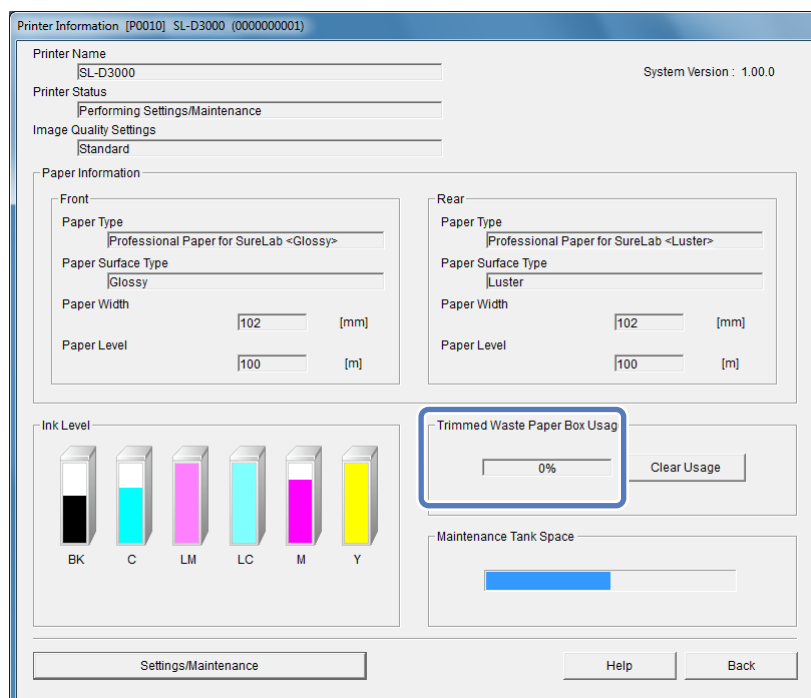 Printer Information [P0010] SL-D3000 (0000000001)
Printer Name
SL-D3000
System Version : 1.00.0
Printer Status
Performing Settings/Maintenance
Image Quality Settings
Standard
Paper Information
Front
Paper Type
Professional Paper for SureLab <Glossy>
Paper Surface Type
Glossy
Paper Width
102 [mm]
Paper Level
100 [m]
Rear
Paper Type
Professional Paper for SureLab <Luster>
Paper Surface Type
Luster
Paper Width
102 [mm]
Paper Level
100 [m]
Ink Level
BK C LM LC M Y
Trimmed Waste Paper Box Usag
0% Clear Usage
Maintenance Tank Space
Settings/Maintenance Help Back